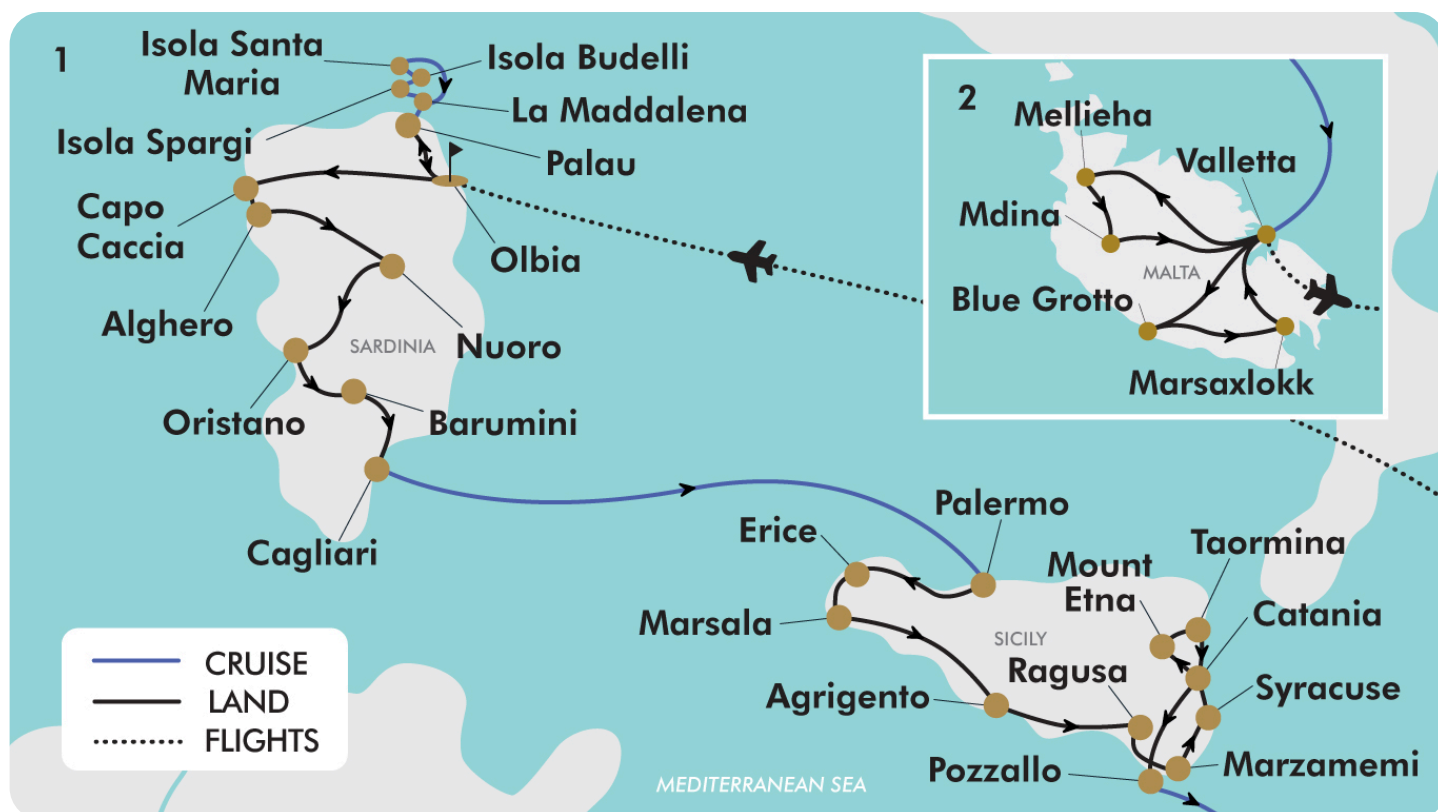 1
Isola Santa
Maria
Isola Budelli
La Maddalena
Isola Spargi
Palau
Capo
Caccia
Olbia
Alghero
SARDINIA
Nuoro
Oristano
Barumini
Cagliari
2
Mellieha
Valletta
Mdina
MALTA
Blue Grotto
Marsaxlokk
Palermo
Erice
Taormina
Mount
Etna
Catania
Marsala
SICILY
Ragusa
Syracuse
Agrigento
Pozzallo
Marzamemi
MEDITERRANEAN SEA
CRUISE
LAND
FLIGHTS